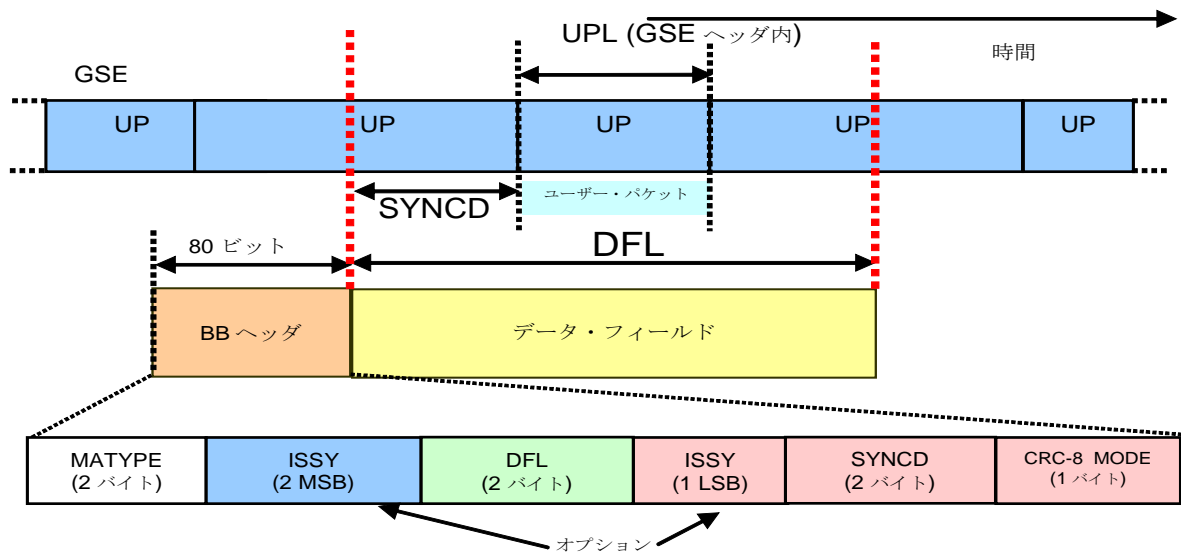 UPL (GSE ヘッダ内)
時間
GSE
UP
UP
UP
UP
UP
SYNCD
ユーザー・パケット
80 ビット
DFL
BB ヘッダ
データ・フィールド
MATYPE
(2 バイト)
ISSY
(2 MSB)
DFL
(2 バイト)
ISSY
(1 LSB)
SYNCD
(2 バイト)
CRC-8 MODE
(1 バイト)
オプション